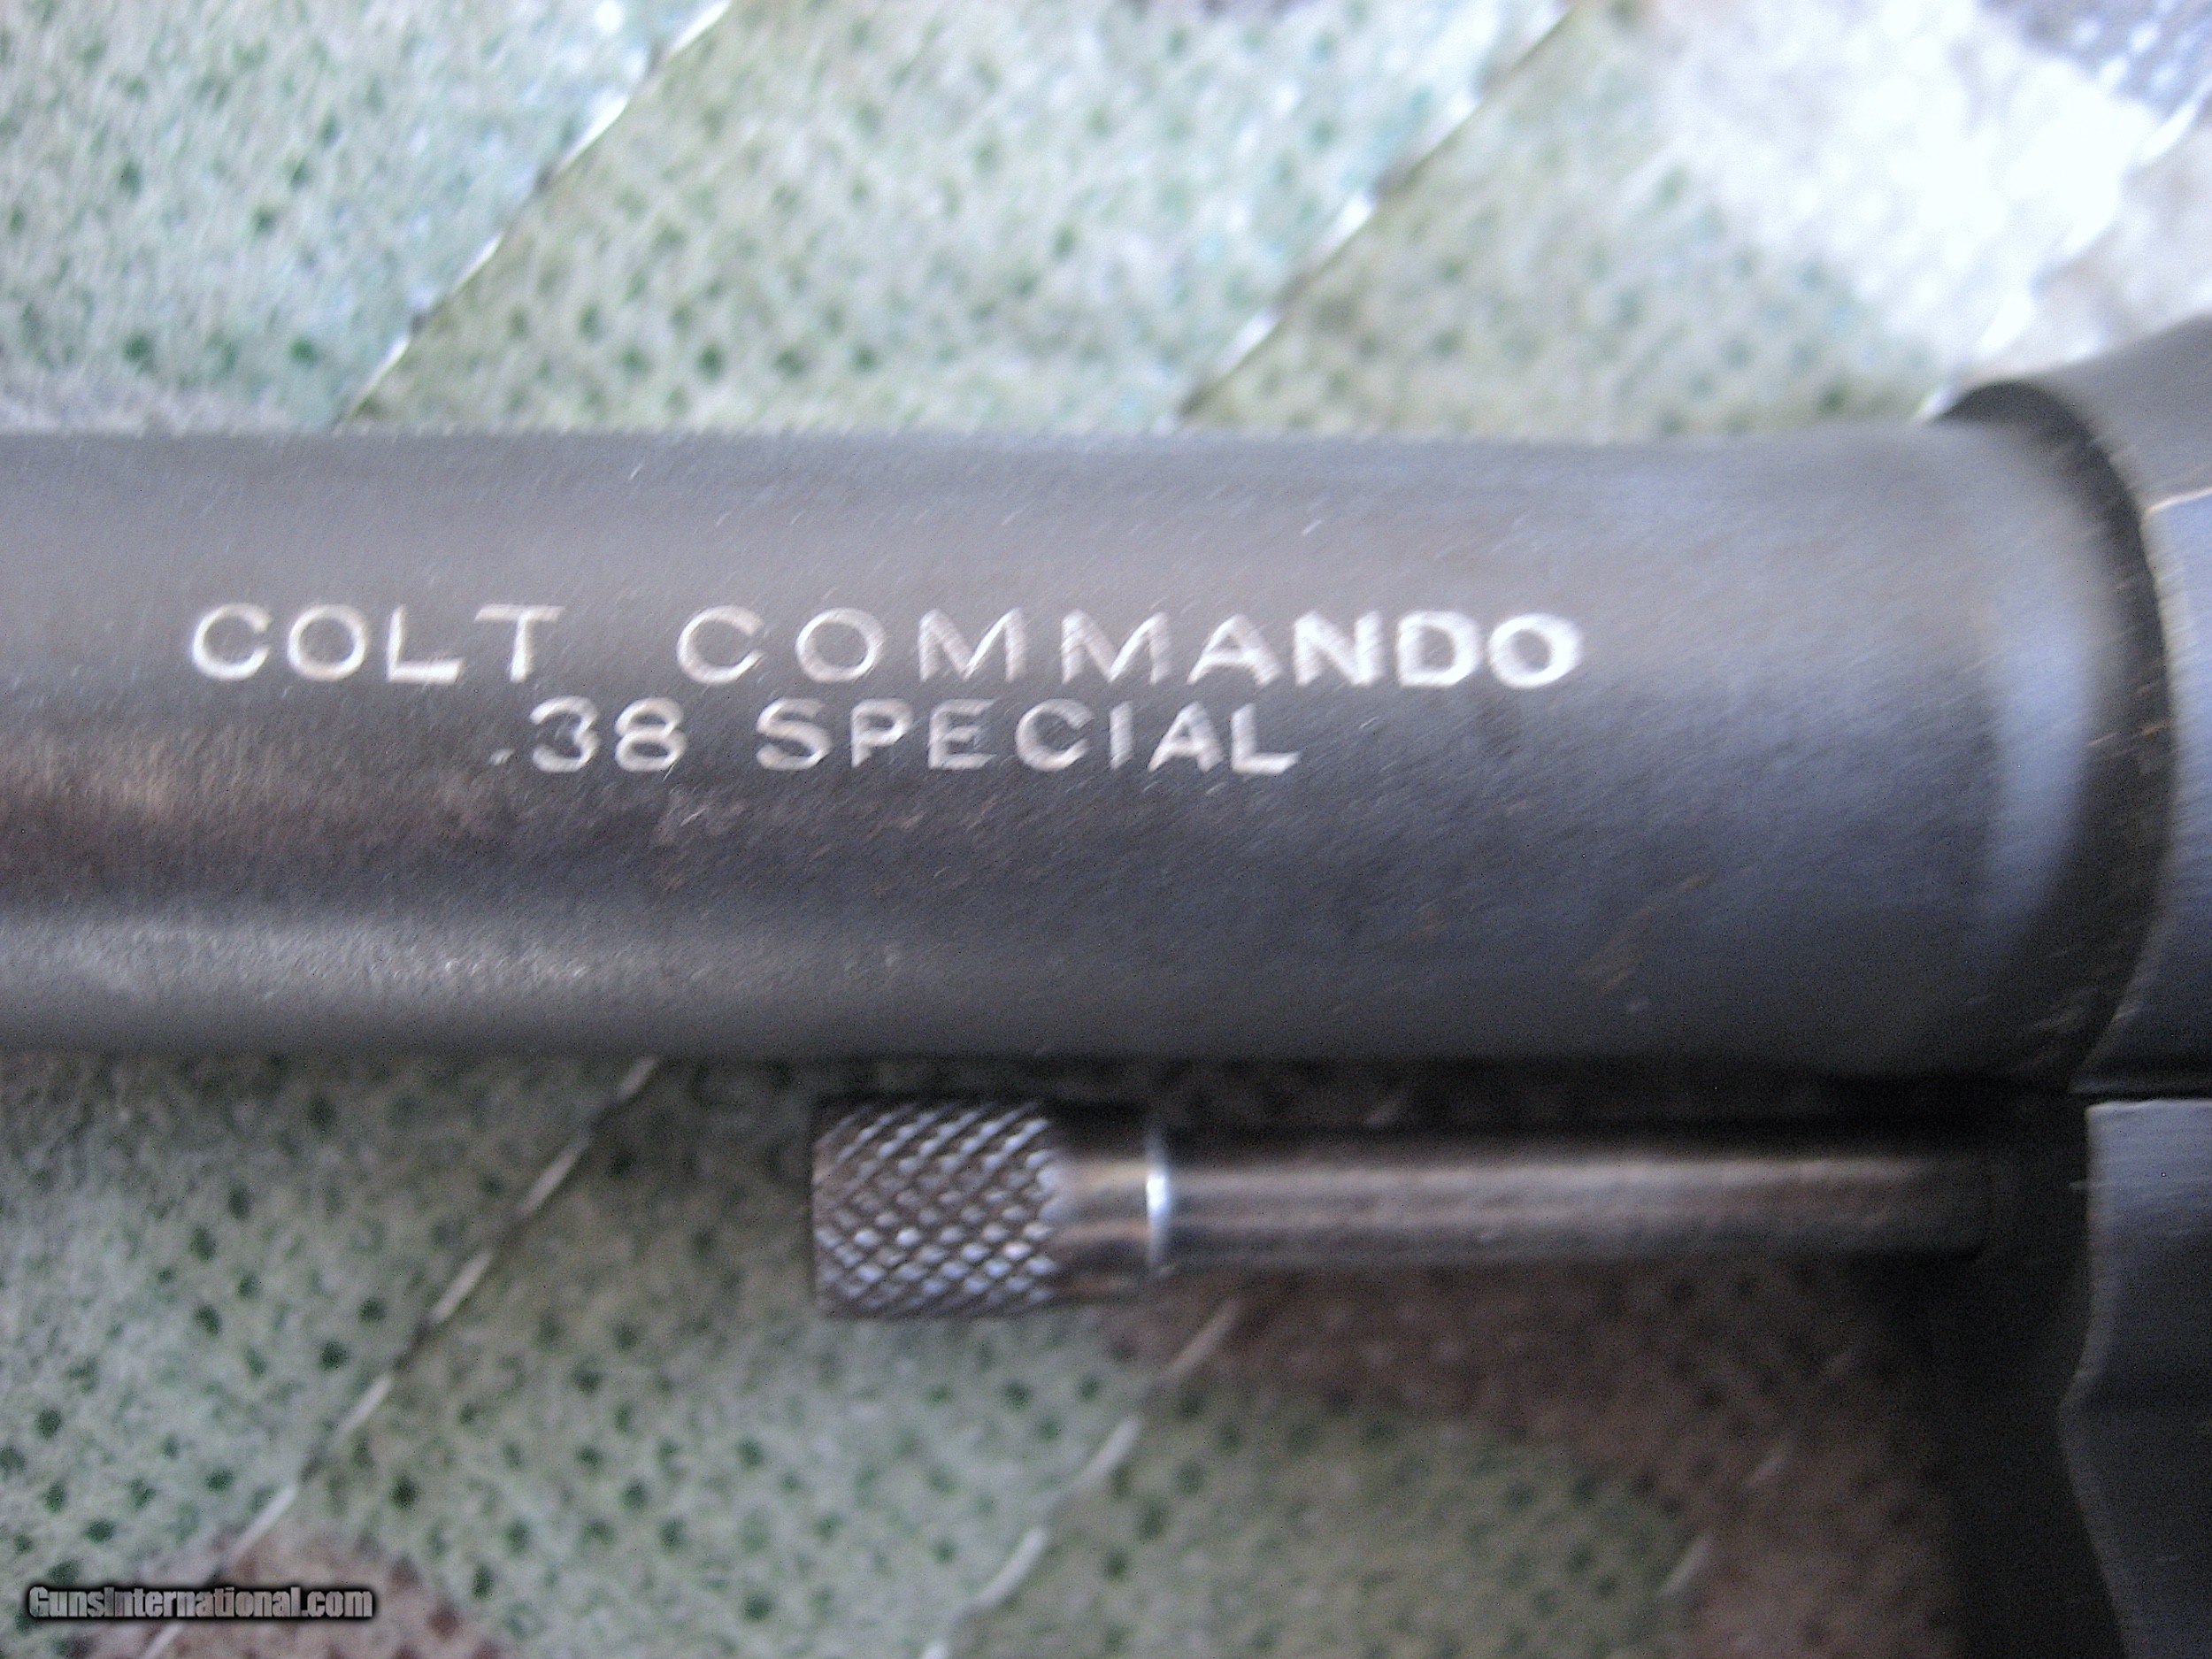 COLT COMMANDO
.38 SPECIAL
GunsInternational.com